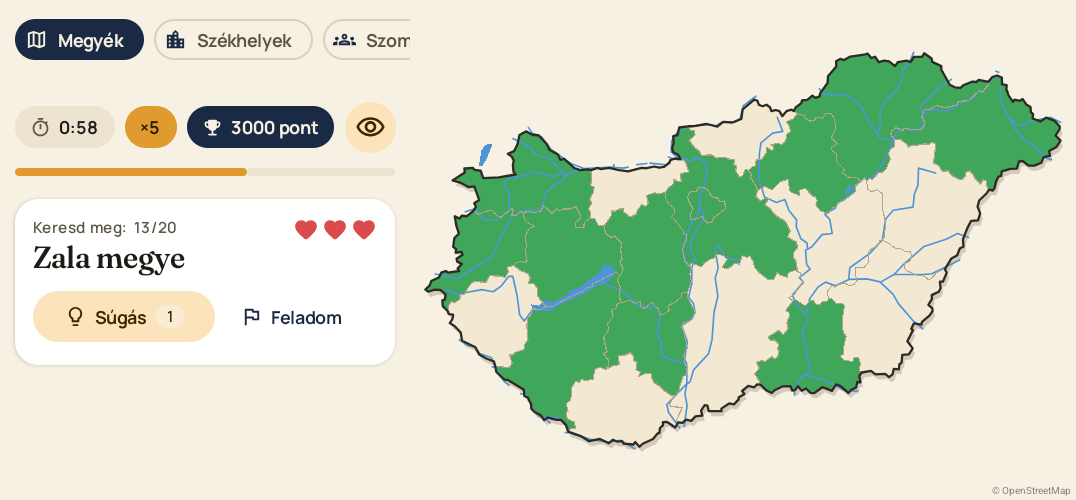 Megyék
Székhelyek
Szom
0:58
×5
3000 pont
Keresd meg: 13/20
Zala megye
Súgás 1
Feladom
© OpenStreetMap